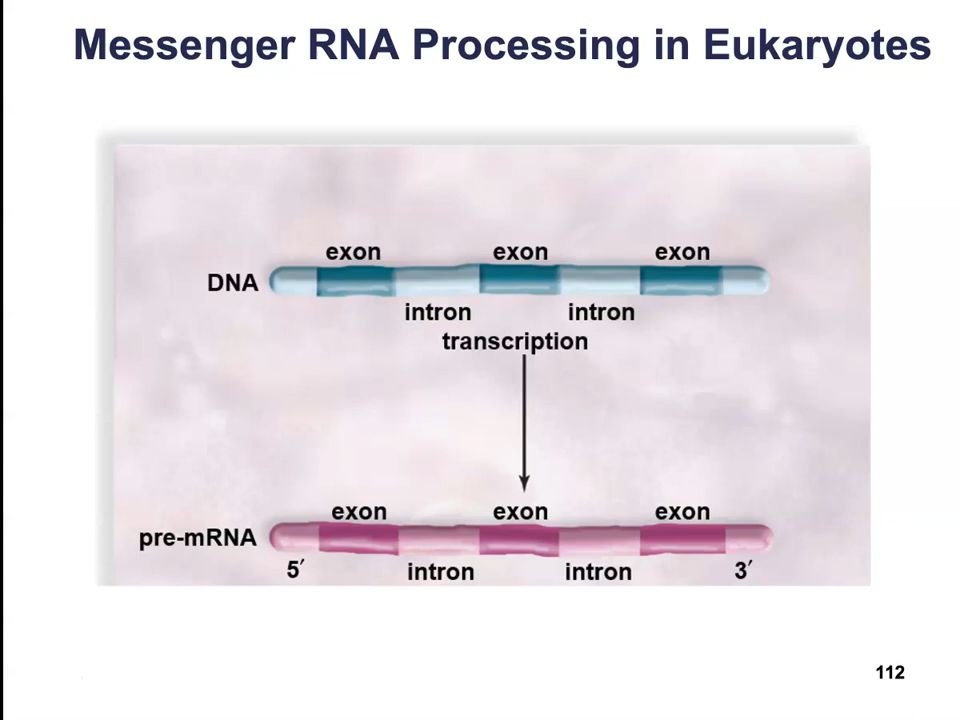 Messenger RNA Processing in Eukaryotes
exon exon exon
DNA
intron intron
transcription
exon exon exon
pre-mRNA
5′ intron intron 3′
112